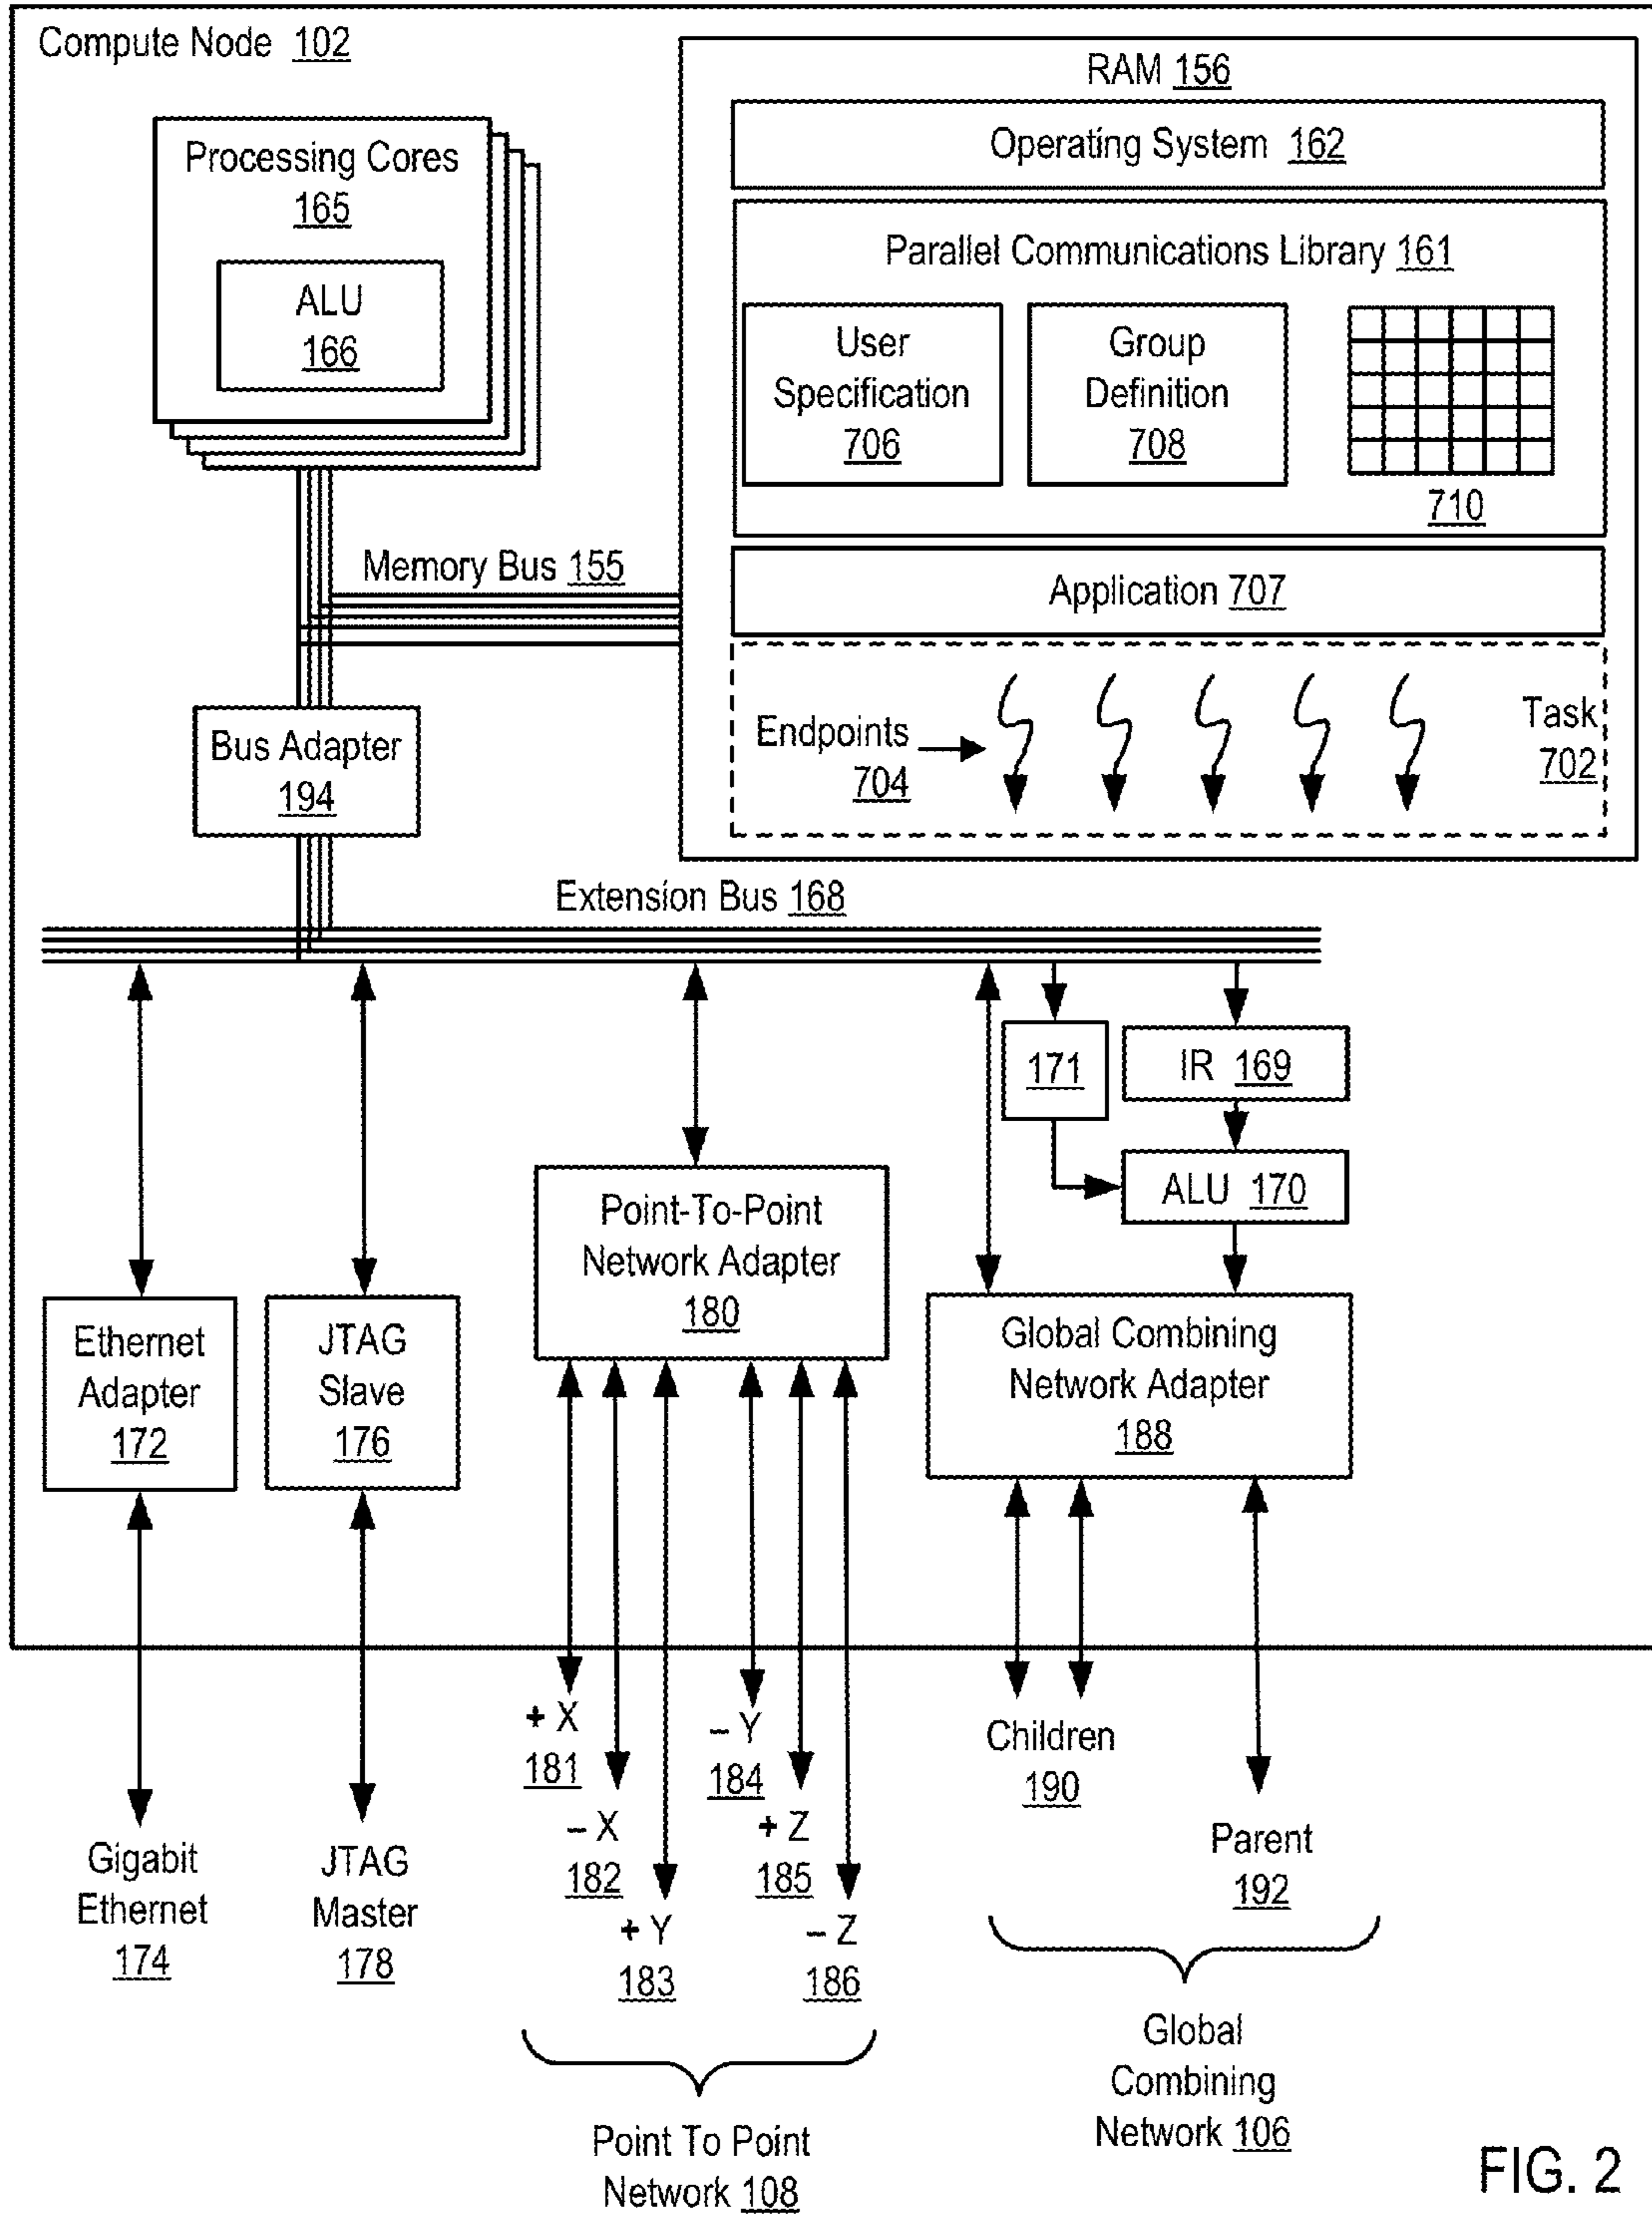 Compute Node 102
RAM 156
Operating System 162
Processing Cores
165
ALU
166
Parallel Communications Library 161
User
Specification
706
Group
Definition
708
710
Memory Bus 155
Application 707
Endpoints
704
Task
702
Bus Adapter
194
Extension Bus 168
171
IR 169
ALU 170
Point-To-Point
Network Adapter
180
Ethernet
Adapter
172
JTAG
Slave
176
Global Combining
Network Adapter
188
+ X
181
– X
182
+ Y
183
– Y
184
+ Z
185
– Z
186
Children
190
Parent
192
Gigabit
Ethernet
174
JTAG
Master
178
Point To Point
Network 108
Global
Combining
Network 106
FIG. 2